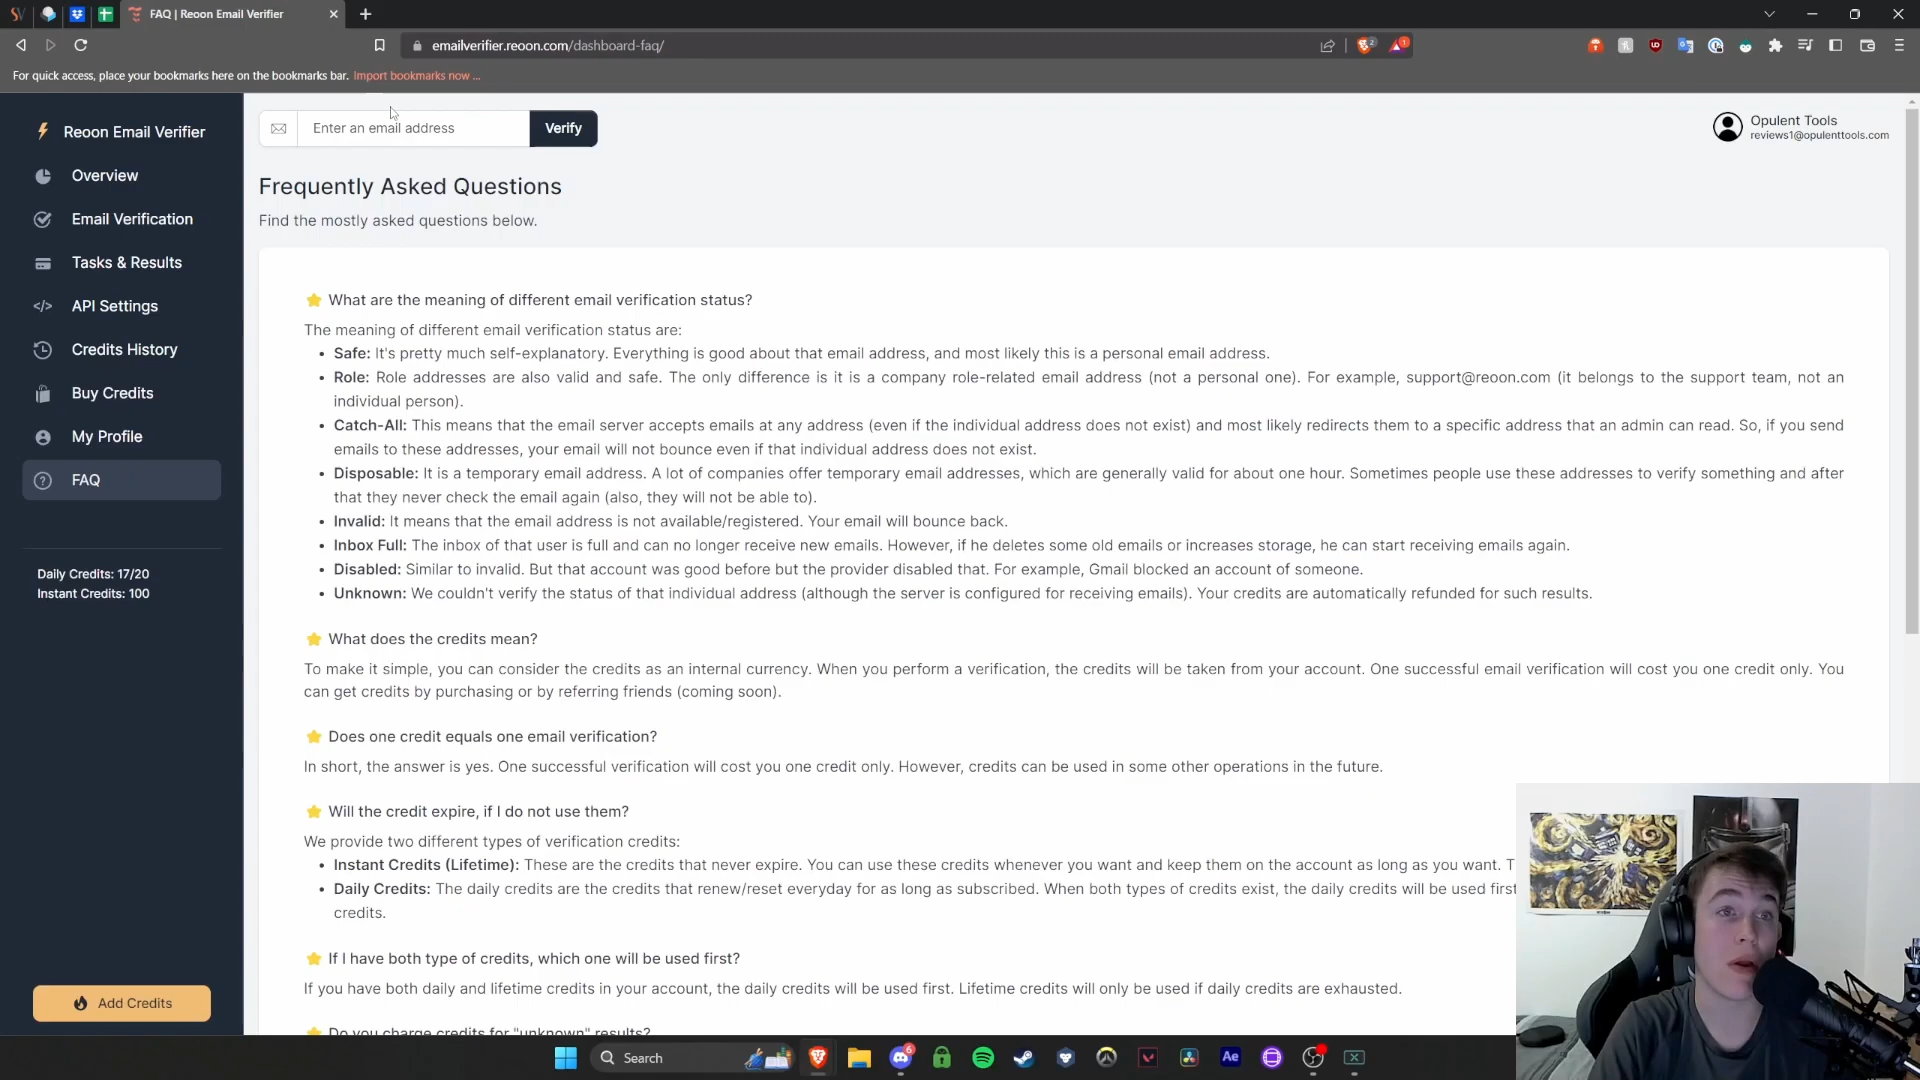 FAQ | Reoon Email Verifier
emailverifier.reoon.com/dashboard-faq/
For quick access, place your bookmarks here on the bookmarks bar. Import bookmarks now ...
Reoon Email Verifier
Overview
Email Verification
Tasks & Results
API Settings
Credits History
Buy Credits
My Profile
FAQ
Daily Credits: 17/20
Instant Credits: 100
Add Credits
Enter an email address
Verify
Opulent Tools
reviews1@opulenttools.com
Frequently Asked Questions
Find the mostly asked questions below.
What are the meaning of different email verification status?
The meaning of different email verification status are:
• Safe: It's pretty much self-explanatory. Everything is good about that email address, and most likely this is a personal email address.
• Role: Role addresses are also valid and safe. The only difference is it is a company role-related email address (not a personal one). For example, support@reoon.com (it belongs to the support team, not an
individual person).
• Catch-All: This means that the email server accepts emails at any address (even if the individual address does not exist) and most likely redirects them to a specific address that an admin can read. So, if you send
emails to these addresses, your email will not bounce even if that individual address does not exist.
• Disposable: It is a temporary email address. A lot of companies offer temporary email addresses, which are generally valid for about one hour. Sometimes people use these addresses to verify something and after
that they never check the email again (also, they will not be able to).
• Invalid: It means that the email address is not available/registered. Your email will bounce back.
• Inbox Full: The inbox of that user is full and can no longer receive new emails. However, if he deletes some old emails or increases storage, he can start receiving emails again.
• Disabled: Similar to invalid. But that account was good before but the provider disabled that. For example, Gmail blocked an account of someone.
• Unknown: We couldn't verify the status of that individual address (although the server is configured for receiving emails). Your credits are automatically refunded for such results.
What does the credits mean?
To make it simple, you can consider the credits as an internal currency. When you perform a verification, the credits will be taken from your account. One successful email verification will cost you one credit only. You
can get credits by purchasing or by referring friends (coming soon).
Does one credit equals one email verification?
In short, the answer is yes. One successful verification will cost you one credit only. However, credits can be used in some other operations in the future.
Will the credit expire, if I do not use them?
We provide two different types of verification credits:
• Instant Credits (Lifetime): These are the credits that never expire. You can use these credits whenever you want and keep them on the account as long as you want. T
• Daily Credits: The daily credits are the credits that renew/reset everyday for as long as subscribed. When both types of credits exist, the daily credits will be used first
credits.
If I have both type of credits, which one will be used first?
If you have both daily and lifetime credits in your account, the daily credits will be used first. Lifetime credits will only be used if daily credits are exhausted.
Do you charge credits for "unknown" results?
Search
Ae